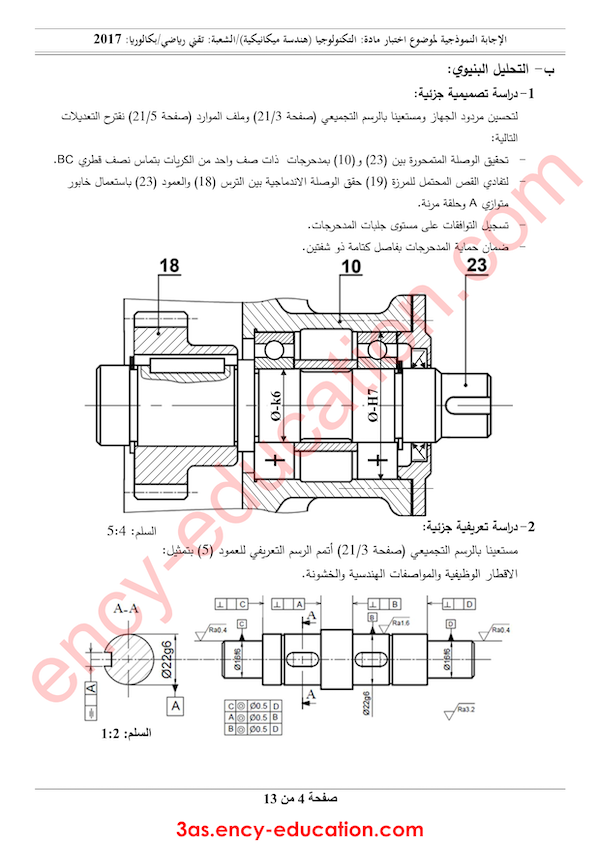 الإجابة النموذجية لموضوع اختبار مادة: التكنولوجيا (هندسة ميكانيكية)/الشعبة: تقني رياضي/بكالوريا: 2017
ب- التحليل البنيوي:
1- دراسة تصميمية جزئية:
لتحسين مردود الجهاز ومستعينا بالرسم التجميعي (صفحة 21/3) وملف الموارد (صفحة 21/5) نقترح التعديلات
التالية:
- تحقيق الوصلة المتمحورة بين (23) و(10) بمدحرجات ذات صف واحد من الكريات بتماس نصف قطري BC.
- لتفادي القص المحتمل للمرزة (19) حقق الوصلة الاندماجية بين الترس (18) والعمود (23) باستعمال خابور
متوازي A وحلقة مرنة.
- تسجيل التوافقات على مستوى جلبات المدحرجات.
- ضمان حماية المدحرجات بفاصل كتامة ذو شفتين.
18 10 23
Ø-k6 Ø-H7
السلم: 5:4
2- دراسة تعريفية جزئية:
مستعينا بالرسم التجميعي (صفحة 21/3) أتمم الرسم التعريفي للعمود (5) بتمثيل:
الاقطار الوظيفية والمواصفات الهندسية والخشونة.
A-A
⊥ C
⊥ A
⊥ B
⊥ D
Ra0.4 C A B Ra1.6 D Ra0.4
Ø22g6 Ø16f6 Ø16f6
A
A
A
Ø22g6
C ◎ Ø0.5 D
A ◎ Ø0.5 B
B ◎ Ø0.5 D
Ra3.2
السلم: 1:2
صفحة 4 من 13
3as.ency-education.com
ency-education.com